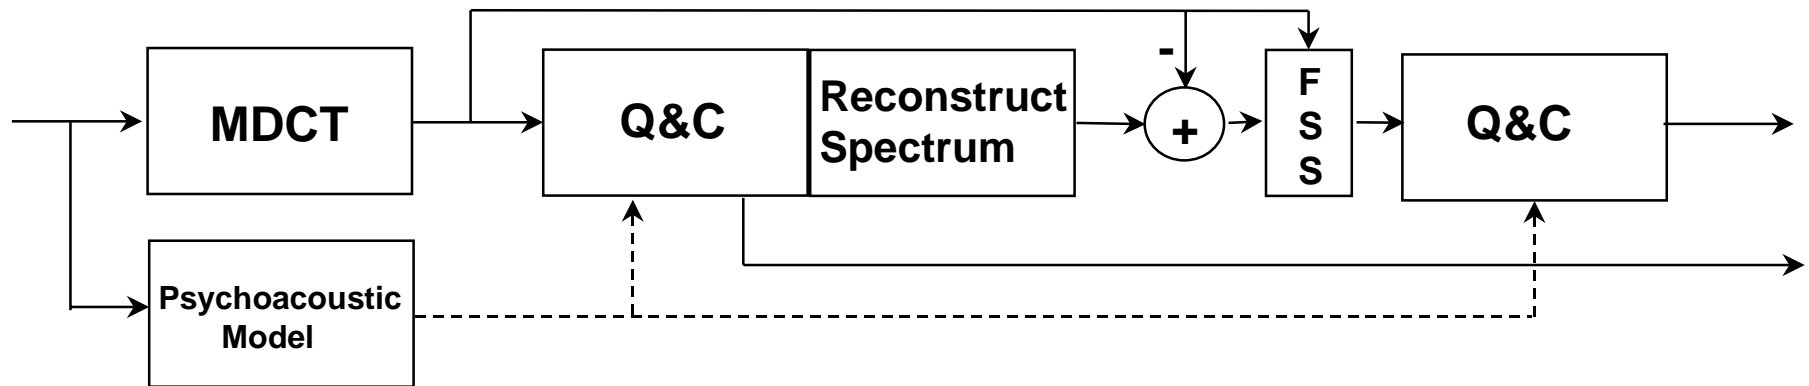 MDCT
Q&C
Reconstruct
Spectrum
-
+
F
S
S
Q&C
Psychoacoustic
Model